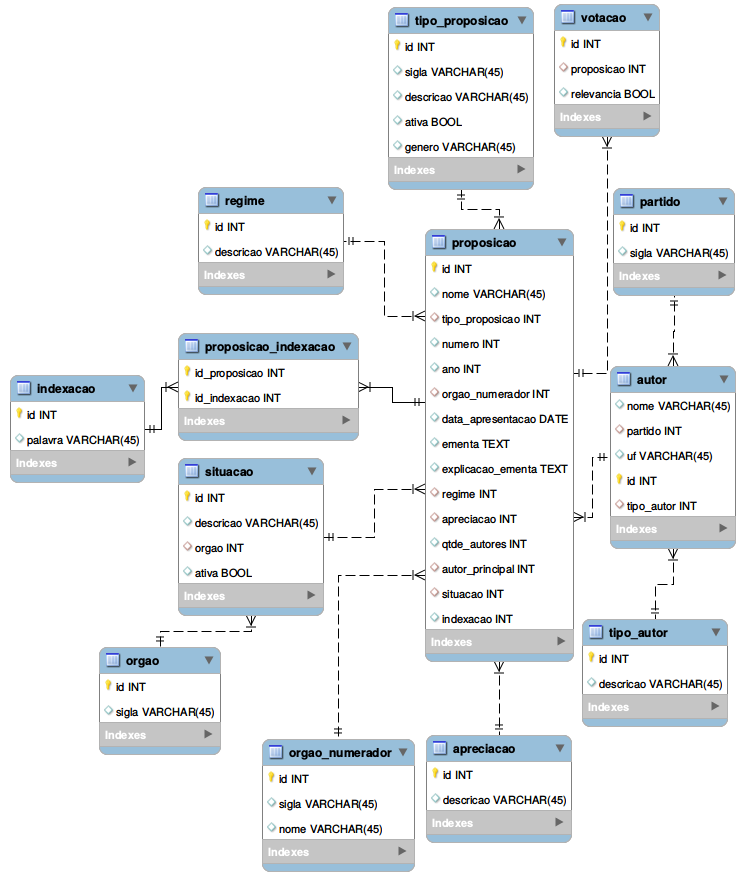 tipo_proposicao
id INT
sigla VARCHAR(45)
descricao VARCHAR(45)
ativa BOOL
genero VARCHAR(45)
Indexes
votacao
id INT
proposicao INT
relevancia BOOL
Indexes
regime
id INT
descricao VARCHAR(45)
Indexes
partido
id INT
sigla VARCHAR(45)
Indexes
proposicao
id INT
nome VARCHAR(45)
tipo_proposicao INT
numero INT
ano INT
orgao_numerador INT
data_apresentacao DATE
ementa TEXT
explicacao_ementa TEXT
regime INT
apreciacao INT
qtde_autores INT
autor_principal INT
situacao INT
indexacao INT
Indexes
proposicao_indexacao
id_proposicao INT
id_indexacao INT
Indexes
indexacao
id INT
palavra VARCHAR(45)
Indexes
autor
nome VARCHAR(45)
partido INT
uf VARCHAR(45)
id INT
tipo_autor INT
Indexes
situacao
id INT
descricao VARCHAR(45)
orgao INT
ativa BOOL
Indexes
tipo_autor
id INT
descricao VARCHAR(45)
Indexes
orgao
id INT
sigla VARCHAR(45)
Indexes
orgao_numerador
id INT
sigla VARCHAR(45)
nome VARCHAR(45)
Indexes
apreciacao
id INT
descricao VARCHAR(45)
Indexes